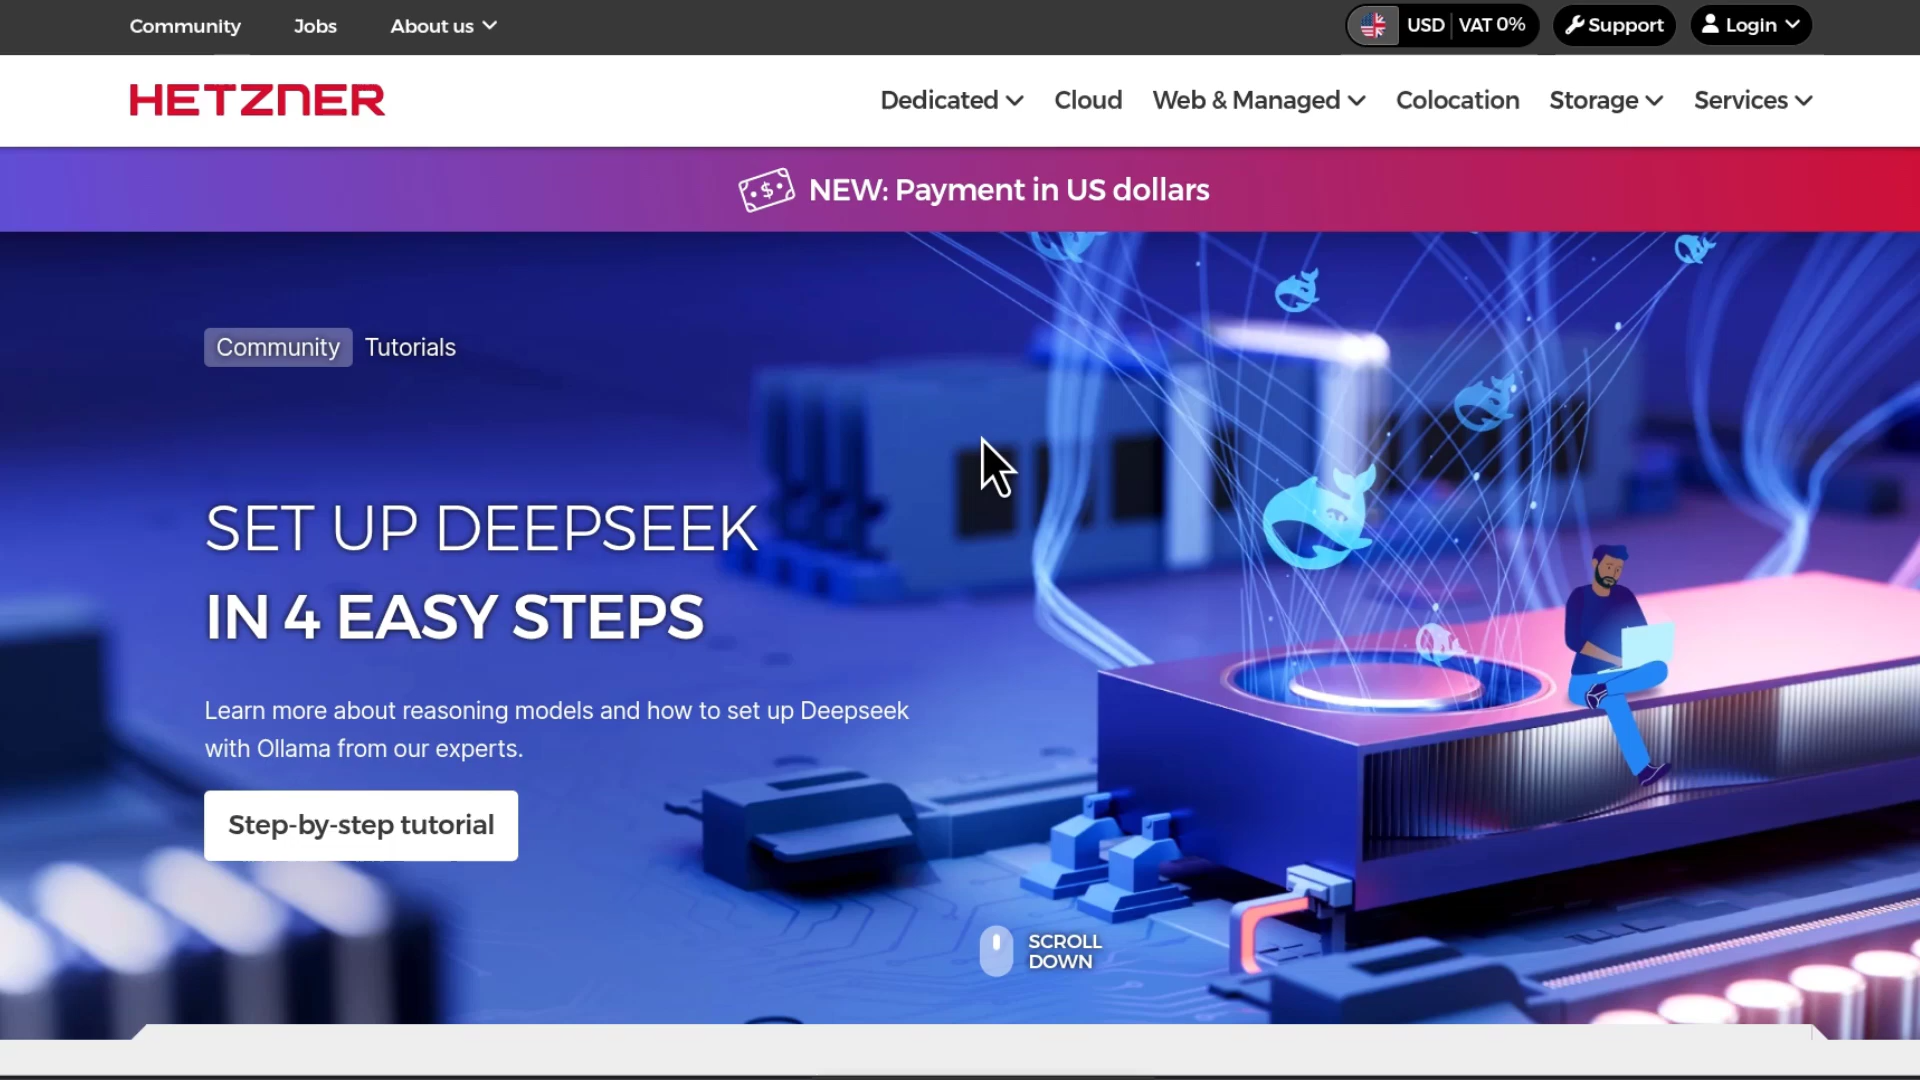 Community
Jobs
About us
USD
VAT 0%
Support
Login
HETZNER
Dedicated
Cloud
Web & Managed
Colocation
Storage
Services
NEW: Payment in US dollars
Community
Tutorials
SET UP DEEPSEEK
IN 4 EASY STEPS
Learn more about reasoning models and how to set up Deepseek
with Ollama from our experts.
Step-by-step tutorial
SCROLL
DOWN